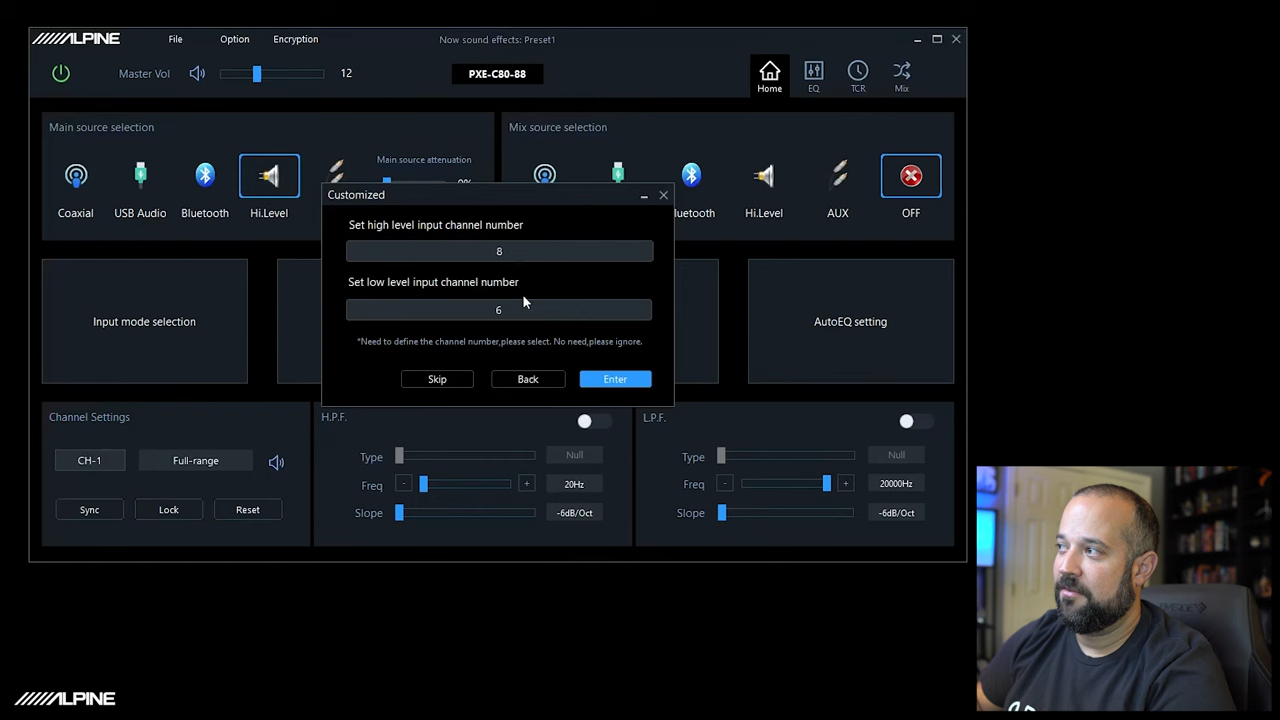 ALPINE
File
Option
Encryption
Now sound effects: Preset1
Master Vol
12
PXE-C80-88
Home
EQ
TCR
Mix
Main source selection
Mix source selection
Main source attenuation
0%
Coaxial
USB Audio
Bluetooth
Hi.Level
luetooth
Hi.Level
AUX
OFF
Customized
Set high level input channel number
8
Set low level input channel number
6
*Need to define the channel number,please select. No need,please ignore.
Skip
Back
Enter
Input mode selection
AutoEQ setting
Channel Settings
CH-1
Full-range
Sync
Lock
Reset
H.P.F.
Type
Null
Freq
-
+
20Hz
Slope
-6dB/Oct
L.P.F.
Type
Null
Freq
-
+
20000Hz
Slope
-6dB/Oct
ALPINE